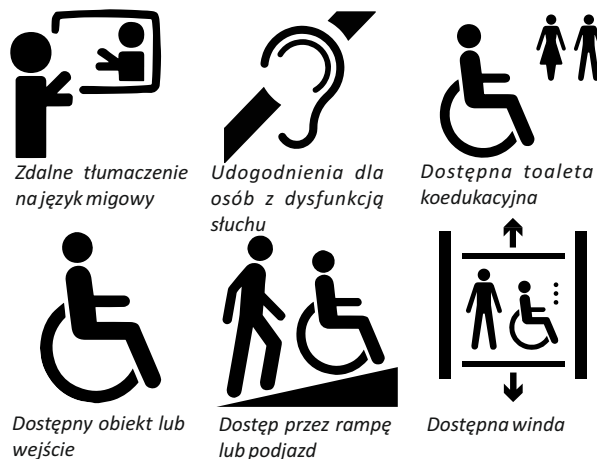 Zdalne tłumaczenie
na język migowy
Udogodnienia dla
osób z dysfunkcją
słuchu
Dostępna toaleta
koedukacyjna
Dostępny obiekt lub
wejście
Dostęp przez rampę
lub podjazd
Dostępna winda